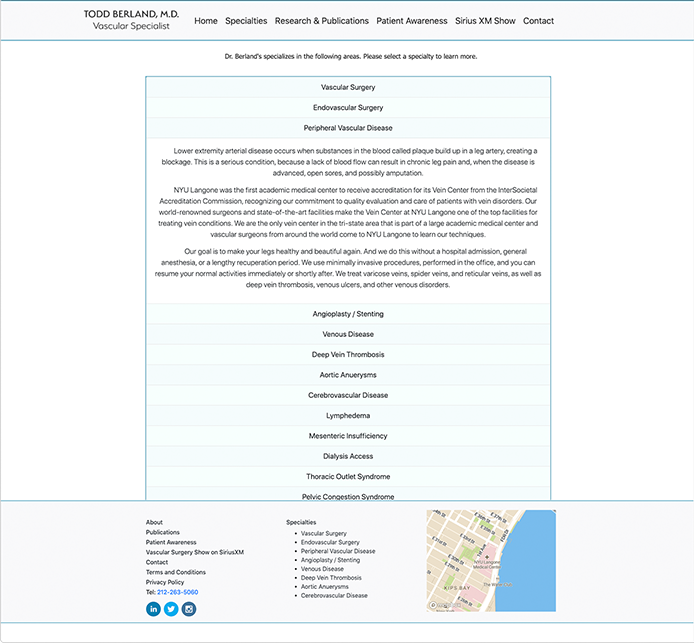 TODD BERLAND, M.D.
Vascular Specialist
Home Specialties Research & Publications Patient Awareness Sirius XM Show Contact
Dr. Berland's specializes in the following areas. Please select a specialty to learn more.
Vascular Surgery
Endovascular Surgery
Peripheral Vascular Disease
Lower extremity arterial disease occurs when substances in the blood called plaque build up in a leg artery, creating a
blockage. This is a serious condition, because a lack of blood flow can result in chronic leg pain and, when the disease is
advanced, open sores, and possibly amputation.
NYU Langone was the first academic medical center to receive accreditation for its Vein Center from the InterSocietal
Accreditation Commission, recognizing our commitment to quality evaluation and care of patients with vein disorders. Our
world-renowned surgeons and state-of-the-art facilities make the Vein Center at NYU Langone one of the top facilities for
treating vein conditions. We are the only vein center in the tri-state area that is part of a large academic medical center and
vascular surgeons from around the world come to NYU Langone to learn our techniques.
Our goal is to make your legs healthy and beautiful again. And we do this without a hospital admission, general
anesthesia, or a lengthy recuperation period. We use minimally invasive procedures, performed in the office, and you can
resume your normal activities immediately or shortly after. We treat varicose veins, spider veins, and reticular veins, as well as
deep vein thrombosis, venous ulcers, and other venous disorders.
Angioplasty / Stenting
Venous Disease
Deep Vein Thrombosis
Aortic Anuerysms
Cerebrovascular Disease
Lymphedema
Mesenteric Insufficiency
Dialysis Access
Thoracic Outlet Syndrome
Pelvic Congestion Syndrome
About
Publications
Patient Awareness
Vascular Surgery Show on SiriusXM
Contact
Terms and Conditions
Privacy Policy
Tel: 212-263-5060
Specialties
Vascular Surgery
Endovascular Surgery
Peripheral Vascular Disease
Angioplasty / Stenting
Venous Disease
Deep Vein Thrombosis
Aortic Anuerysms
Cerebrovascular Disease
NYU Langone
Medical Center
KIPS BAY